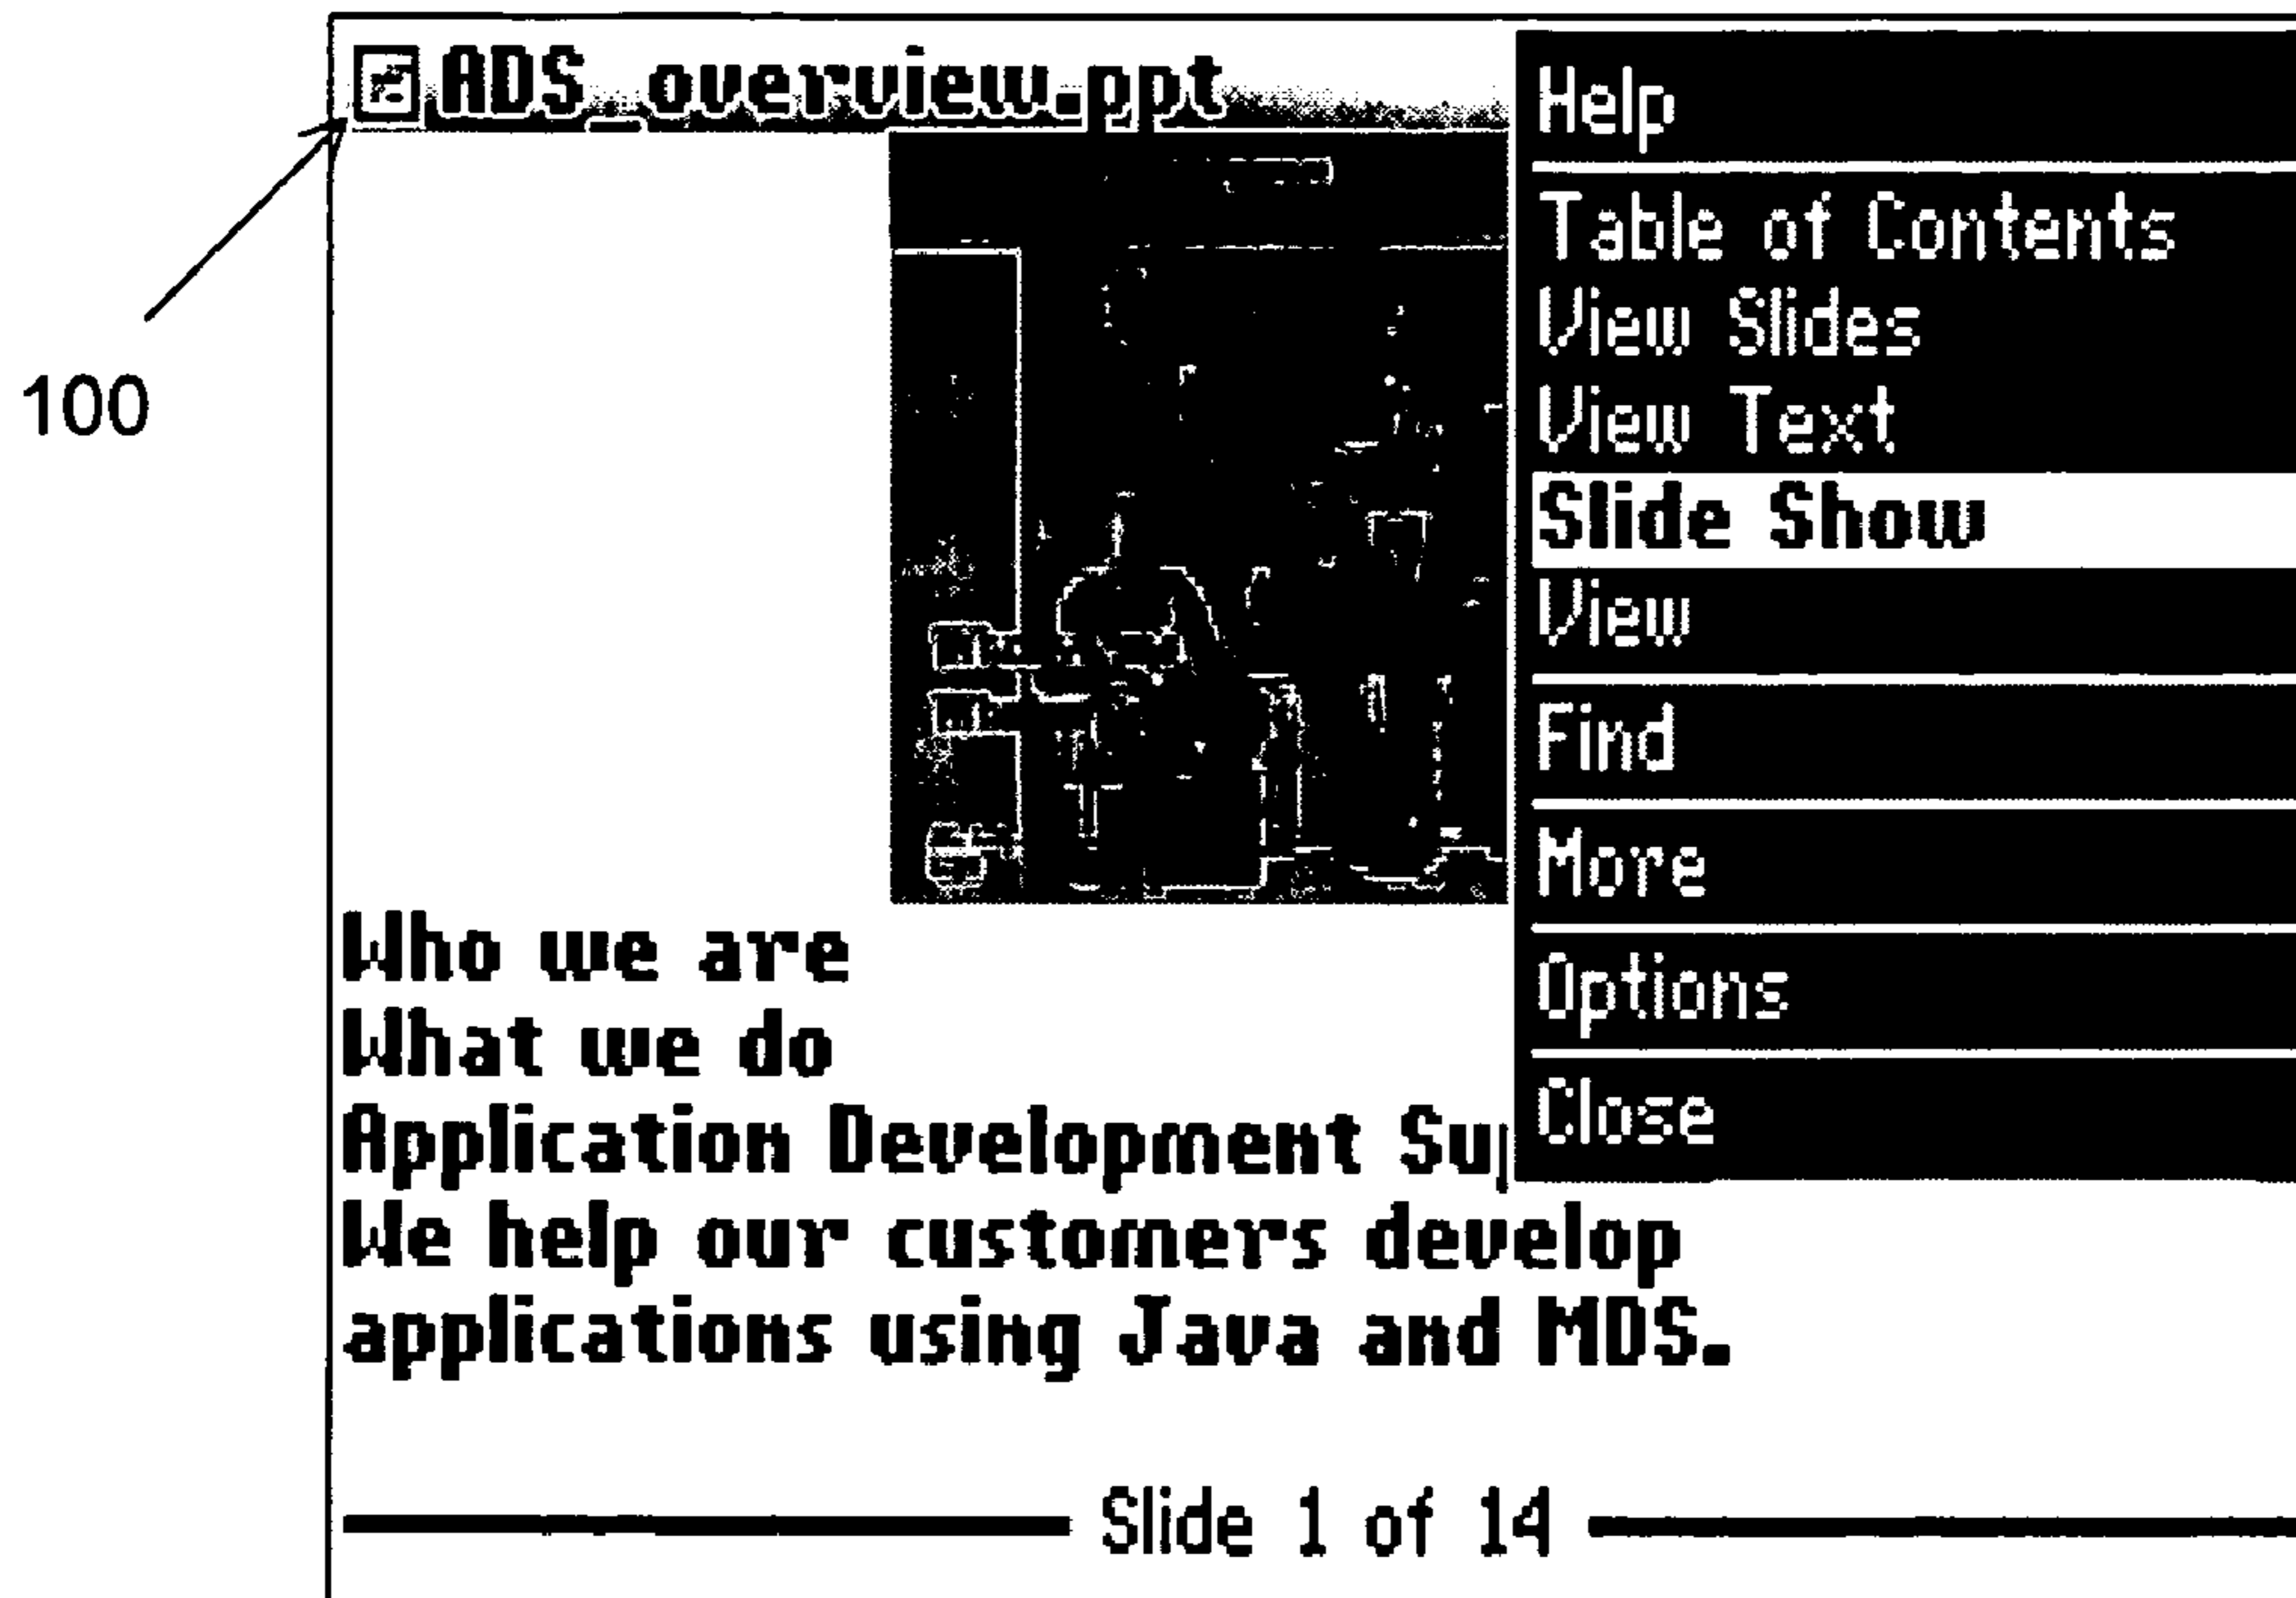 ADS_overview.ppt
100
Help
Table of Contents
View Slides
View Text
Slide Show
View
Find
More
Options
Close
Who we are
What we do
Application Development Sup
We help our customers develop
applications using Java and MDS.
Slide 1 of 14